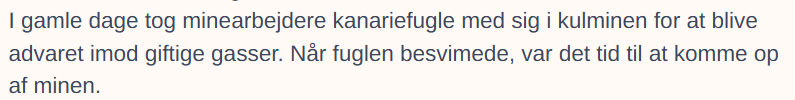 I gamle dage tog minearbejdere kanariefugle med sig i kulminen for at blive
advaret imod giftige gasser. Når fuglen besvimede, var det tid til at komme op
af minen.